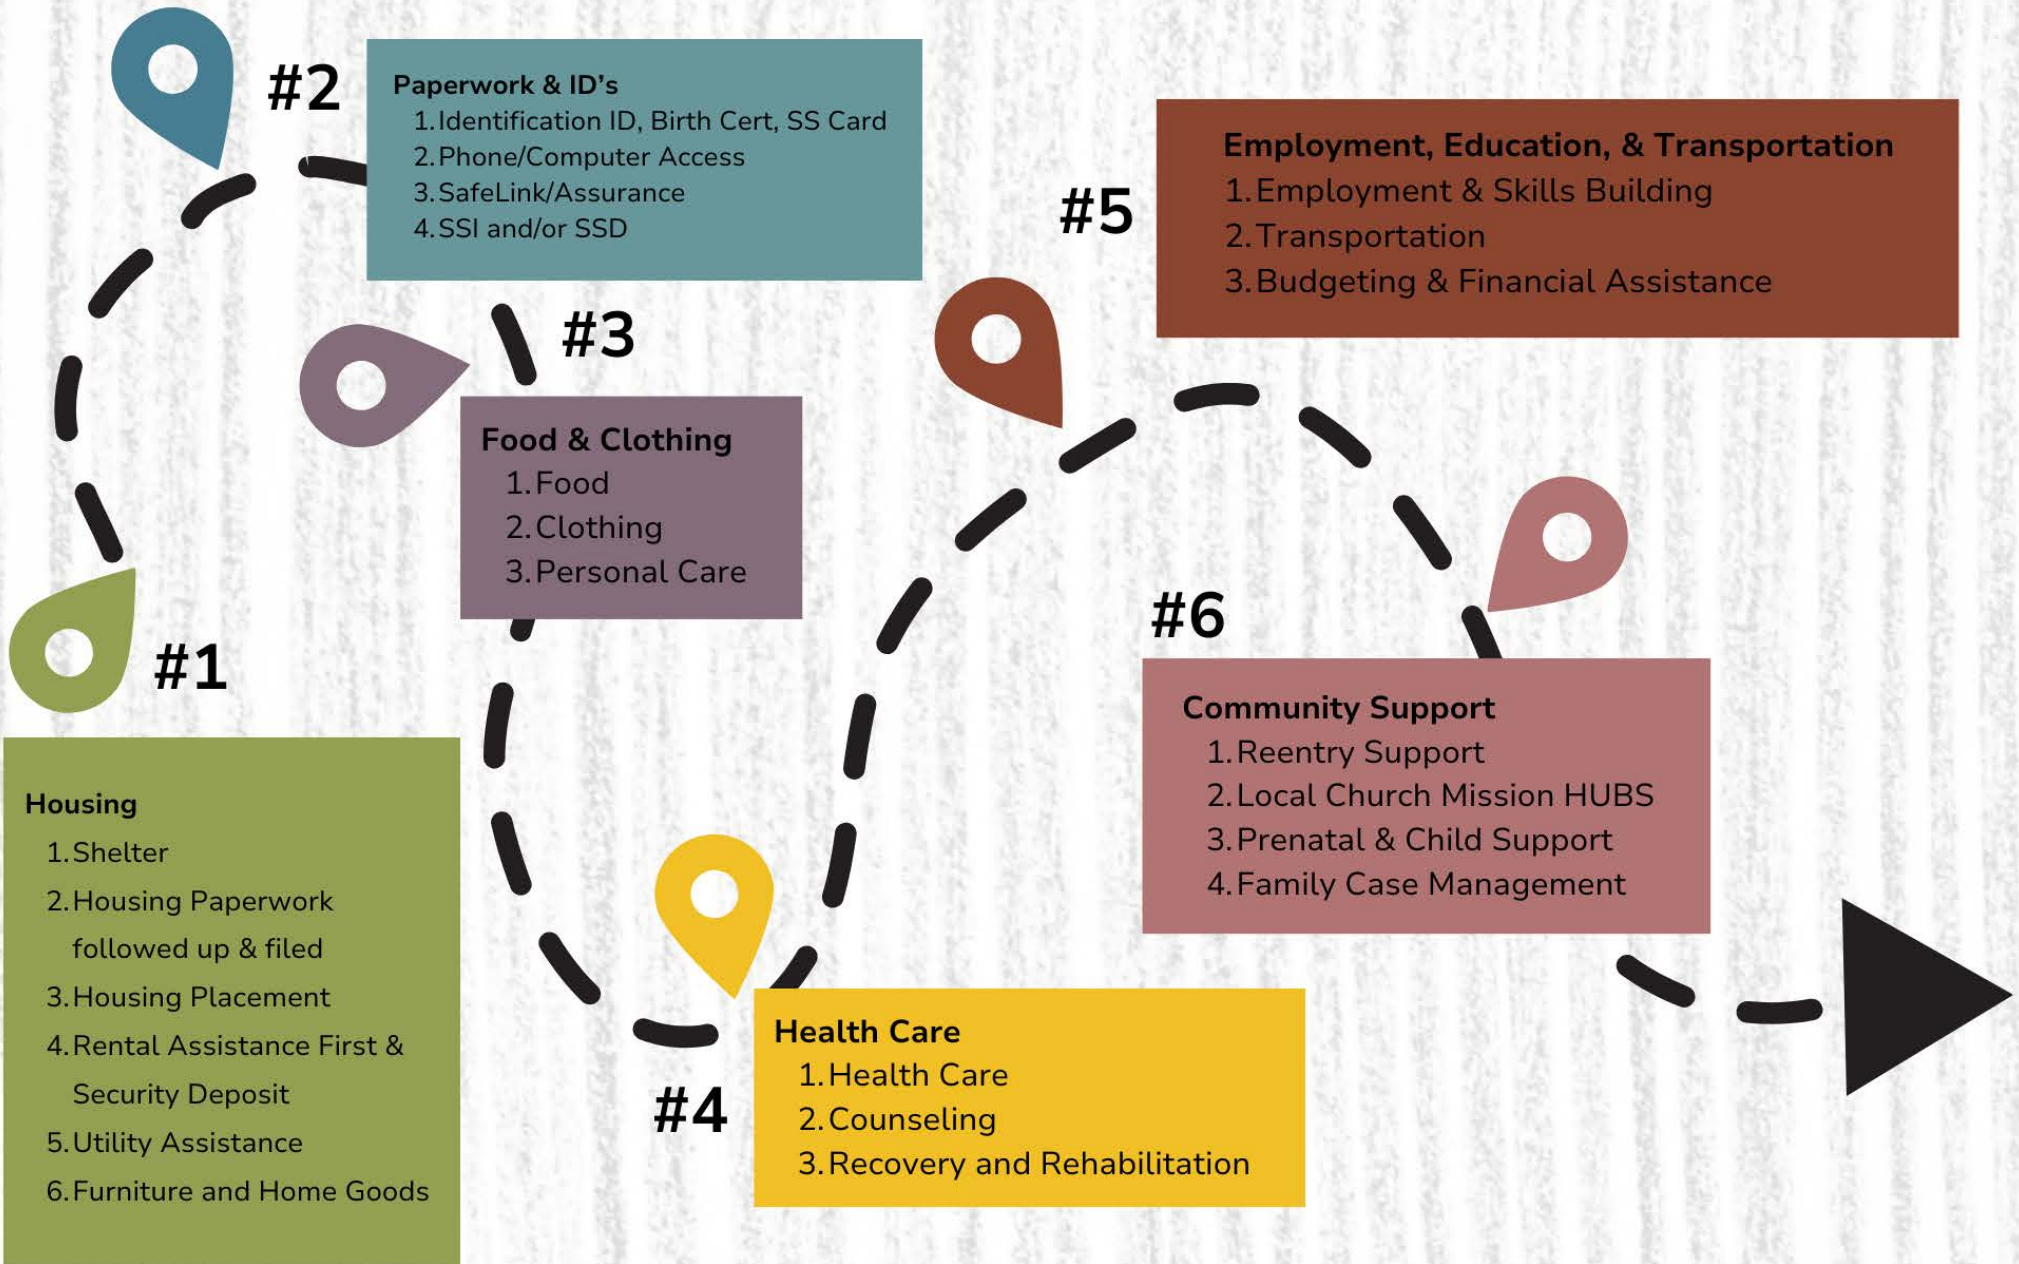 #1
Housing
1. Shelter
2. Housing Paperwork
followed up & filed
3. Housing Placement
4. Rental Assistance First &
Security Deposit
5. Utility Assistance
6. Furniture and Home Goods
#2
Paperwork & ID's
1. Identification ID, Birth Cert, SS Card
2. Phone/Computer Access
3. SafeLink/Assurance
4. SSI and/or SSD
#3
Food & Clothing
1. Food
2. Clothing
3. Personal Care
#4
Health Care
1. Health Care
2. Counseling
3. Recovery and Rehabilitation
#5
Employment, Education, & Transportation
1. Employment & Skills Building
2. Transportation
3. Budgeting & Financial Assistance
#6
Community Support
1. Reentry Support
2. Local Church Mission HUBS
3. Prenatal & Child Support
4. Family Case Management